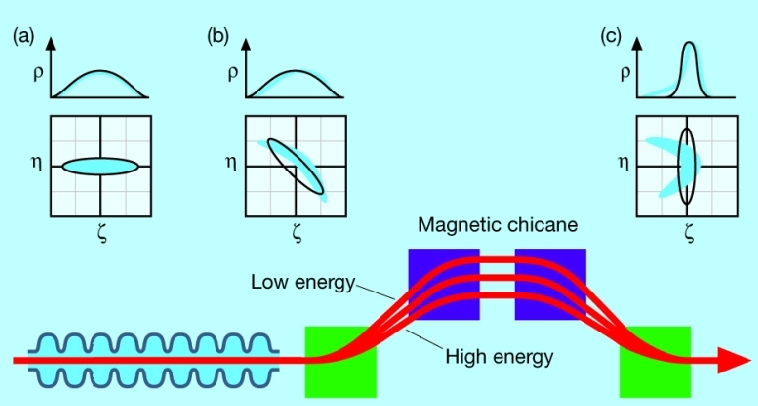 (a)
ρ
η
ζ
(b)
ρ
η
ζ
(c)
ρ
η
ζ
Magnetic chicane
Low energy
High energy